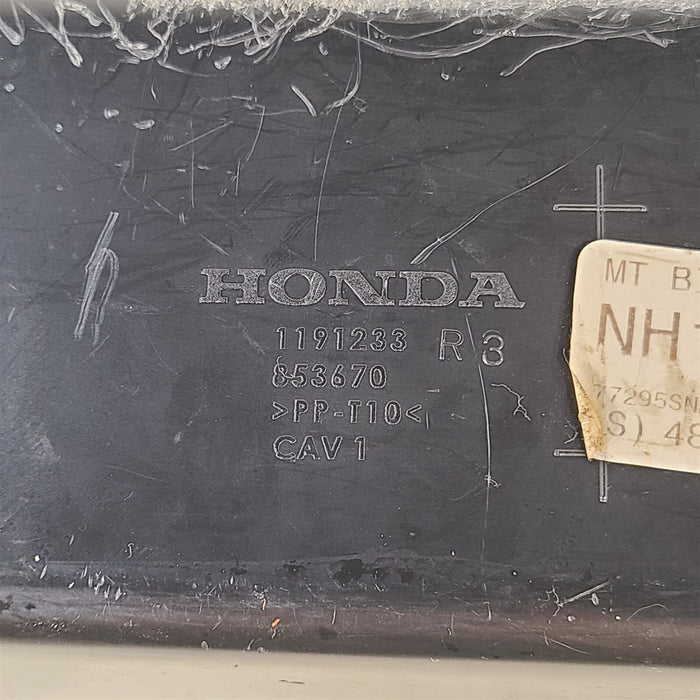 HONDA
1191233 R 3
853670
>PP-T10<
CAV 1
MT B
NH
77295SN
(S) 48